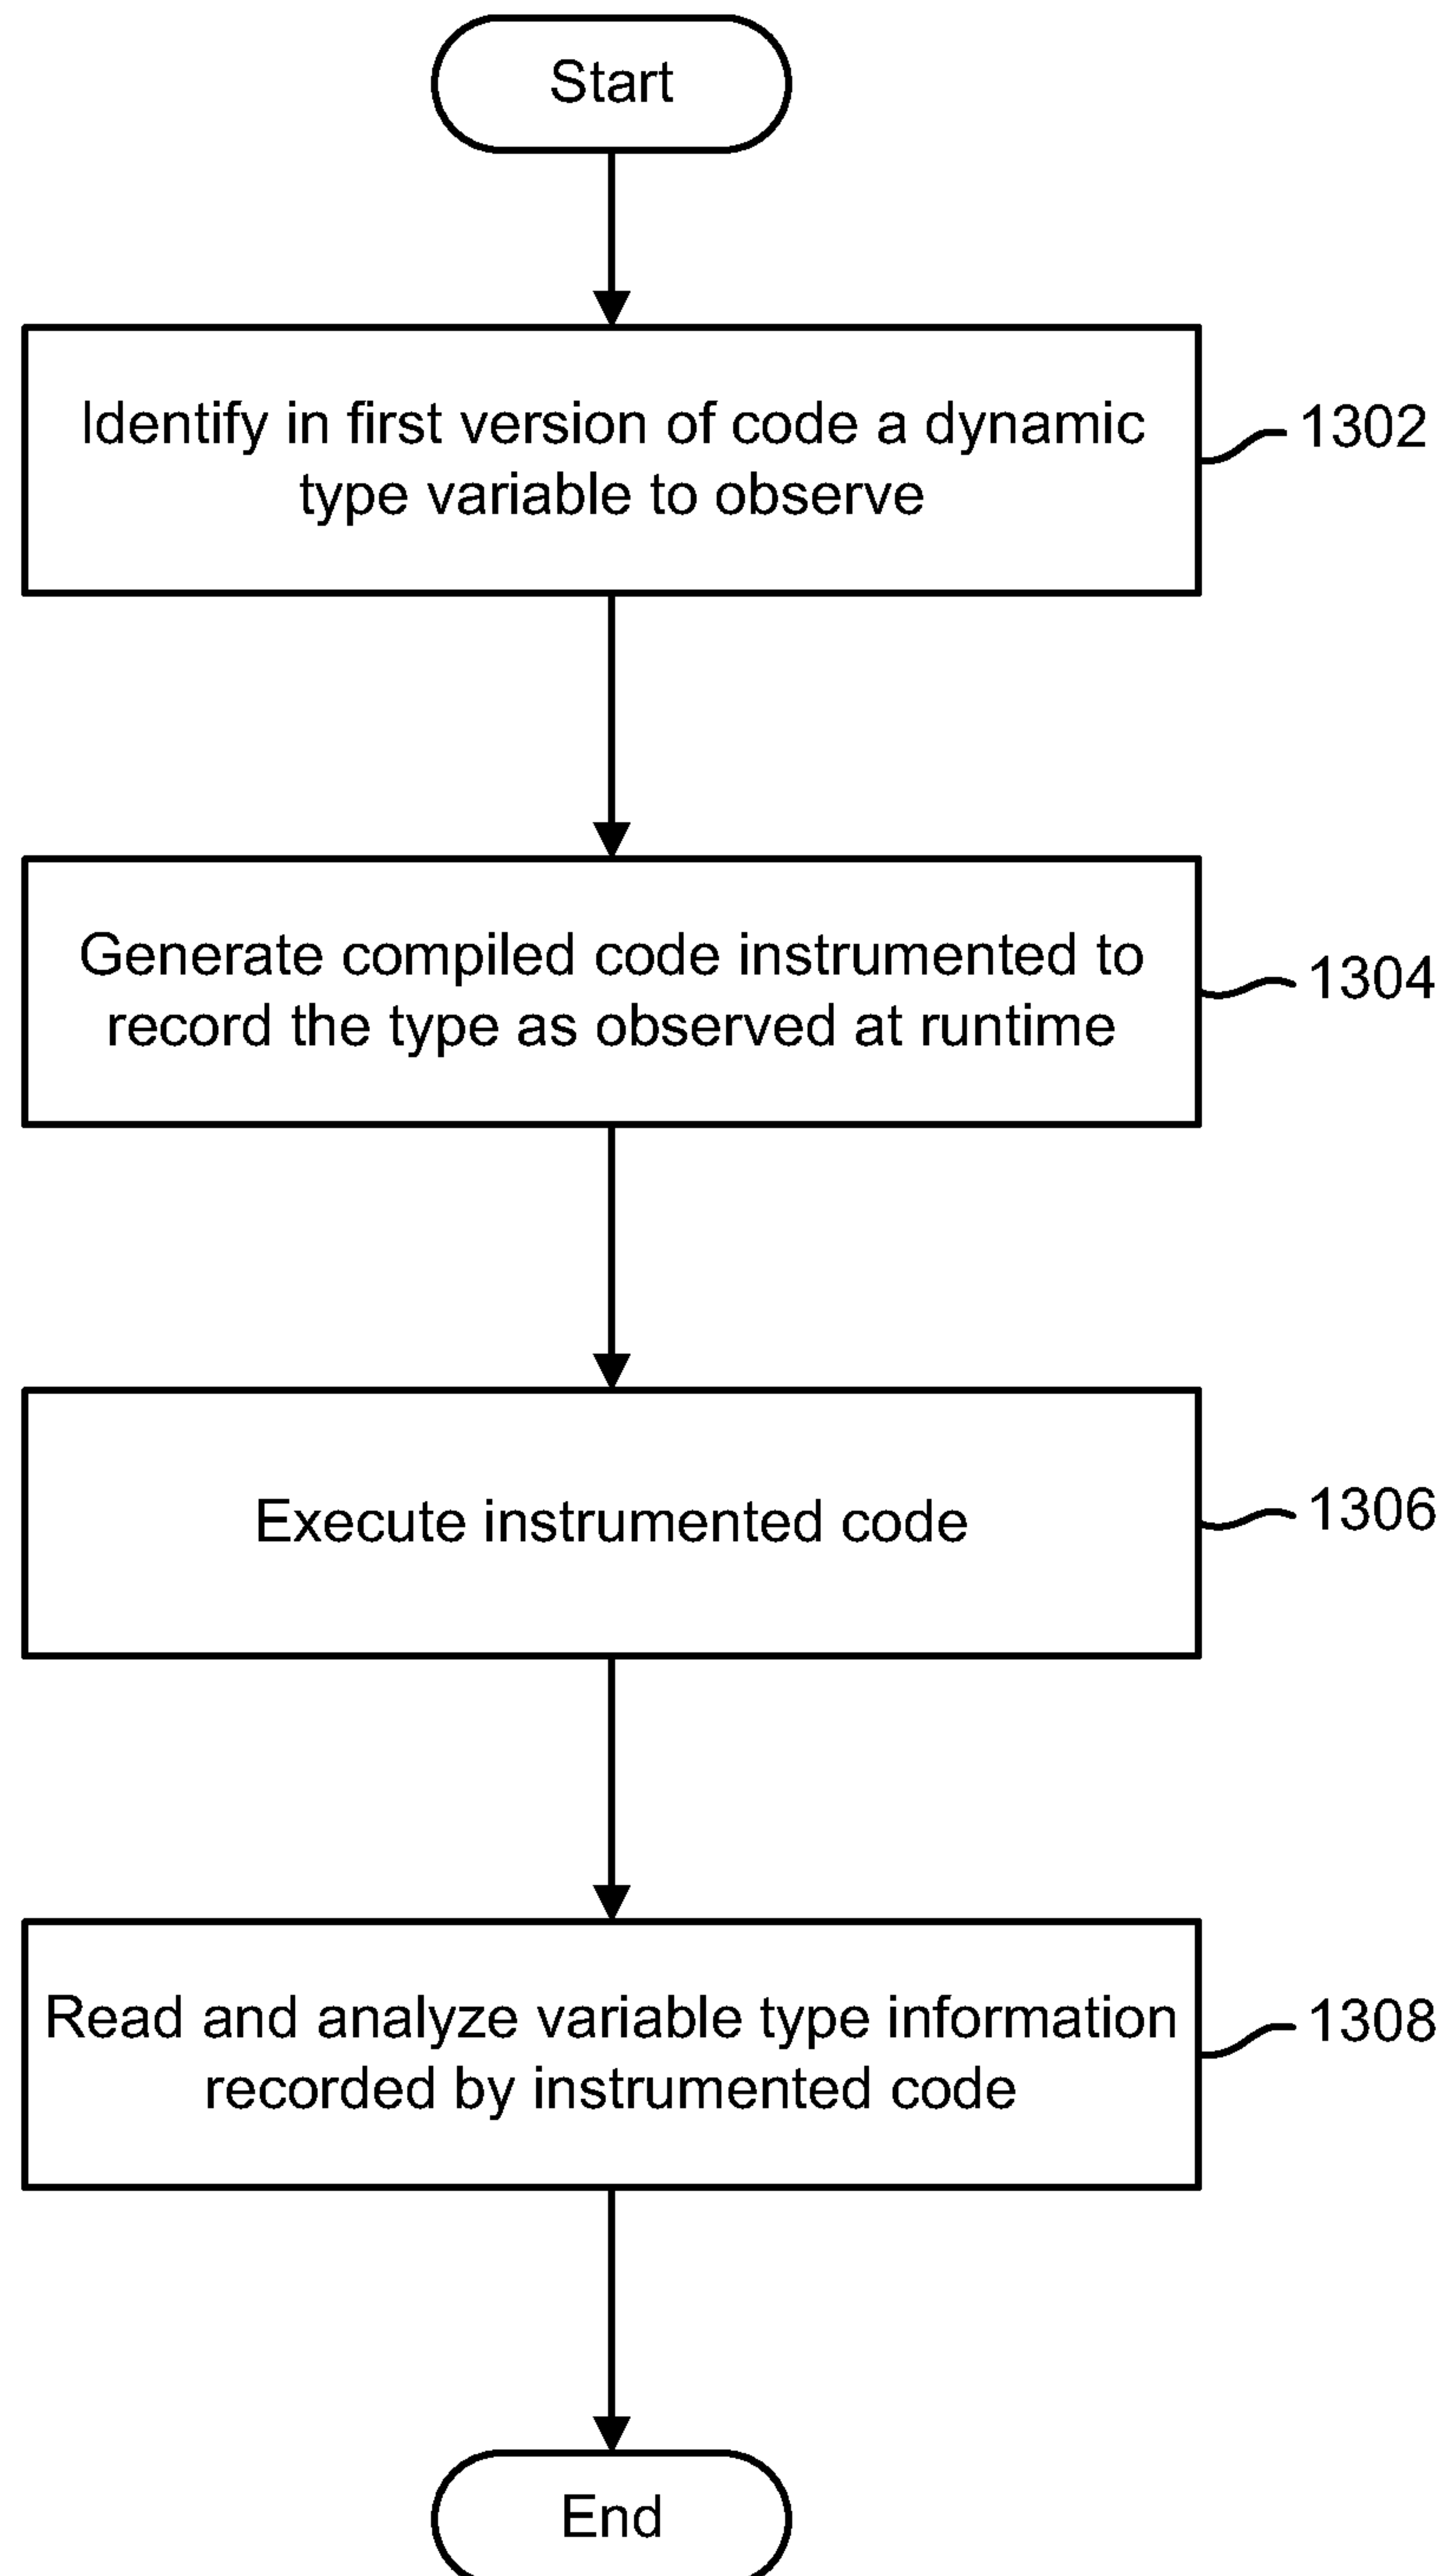 Start
Identify in first version of code a dynamic
type variable to observe
1302
Generate compiled code instrumented to
record the type as observed at runtime
1304
Execute instrumented code
1306
Read and analyze variable type information
recorded by instrumented code
1308
End